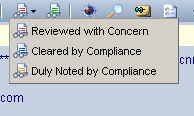 Reviewed with Concern
**
Cleared by Compliance
Duly Noted by Compliance
com